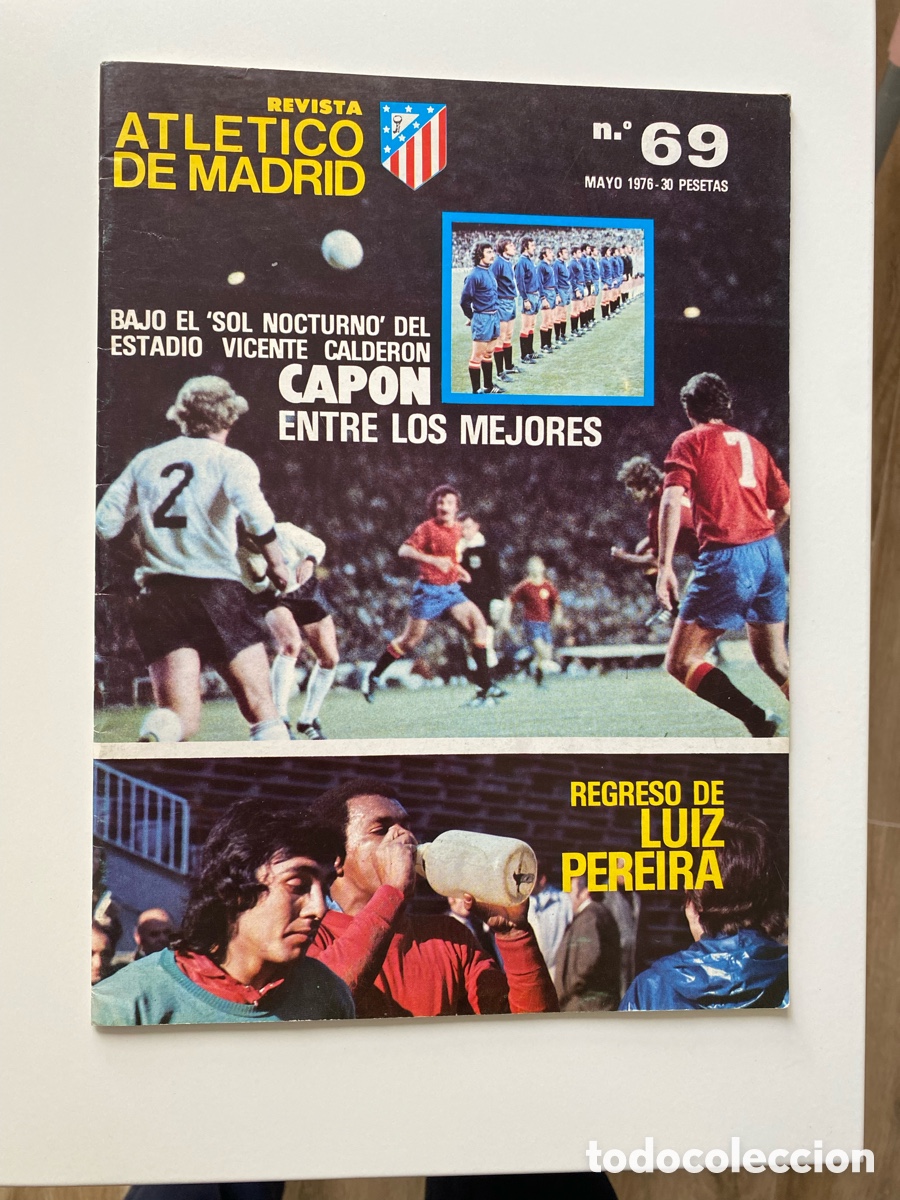 REVISTA
ATLETICO
DE MADRID
n.º 69
MAYO 1976-30 PESETAS
BAJO EL 'SOL NOCTURNO' DEL
ESTADIO VICENTE CALDERON
CAPON
ENTRE LOS MEJORES
2
7
REGRESO DE
LUIZ
PEREIRA
todocoleccion